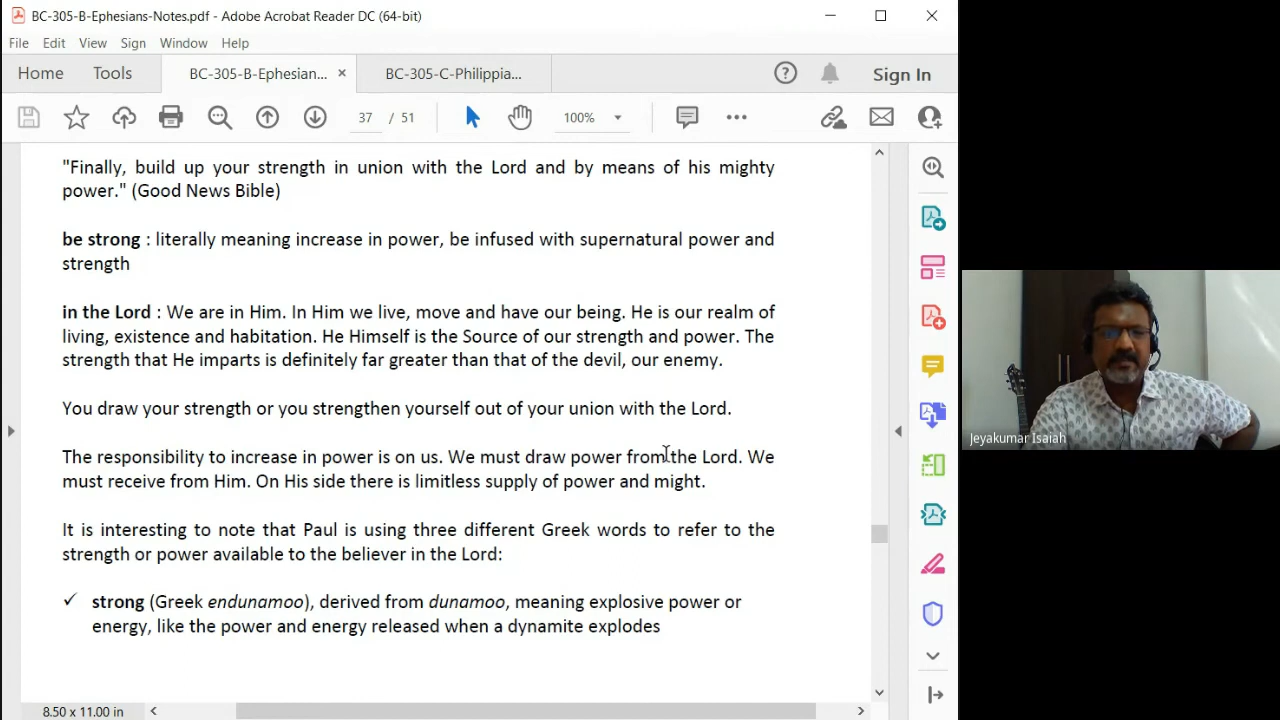 BC-305-B-Ephesians-Notes.pdf - Adobe Acrobat Reader DC (64-bit)
File Edit View Sign Window Help
Home Tools BC-305-B-Ephesian... × BC-305-C-Philippia... ? Sign In
37 / 51 100%
"Finally, build up your strength in union with the Lord and by means of his mighty
power." (Good News Bible)
be strong : literally meaning increase in power, be infused with supernatural power and
strength
in the Lord : We are in Him. In Him we live, move and have our being. He is our realm of
living, existence and habitation. He Himself is the Source of our strength and power. The
strength that He imparts is definitely far greater than that of the devil, our enemy.
You draw your strength or you strengthen yourself out of your union with the Lord.
The responsibility to increase in power is on us. We must draw power from the Lord. We
must receive from Him. On His side there is limitless supply of power and might.
It is interesting to note that Paul is using three different Greek words to refer to the
strength or power available to the believer in the Lord:
✓ strong (Greek endunamoo), derived from dunamoo, meaning explosive power or
energy, like the power and energy released when a dynamite explodes
8.50 x 11.00 in
Jeyakumar Isaiah